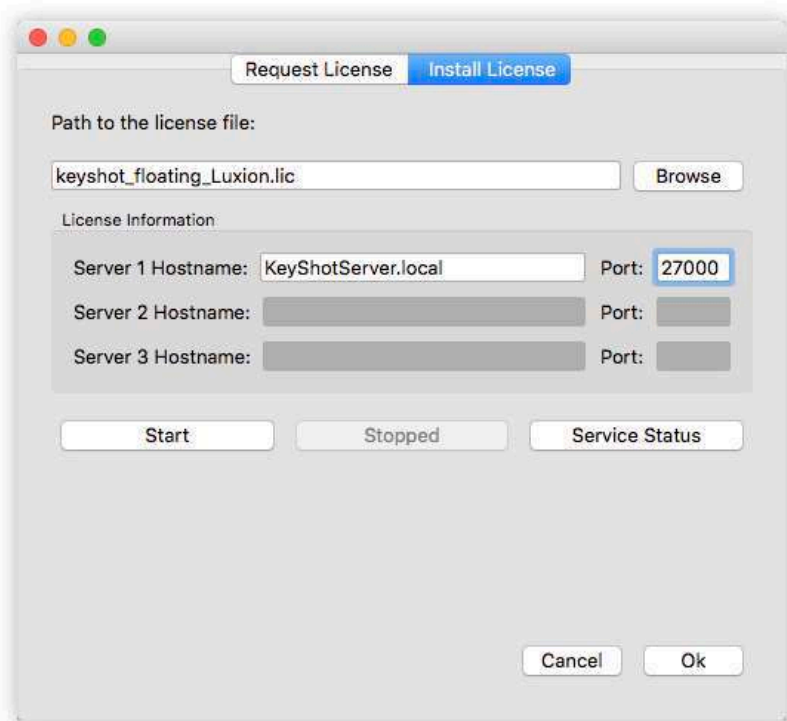 Request License Install License
Path to the license file:
keyshot_floating_Luxion.lic Browse
License Information
Server 1 Hostname: KeyShotServer.local Port: 27000
Server 2 Hostname: Port:
Server 3 Hostname: Port:
Start Stopped Service Status
Cancel Ok